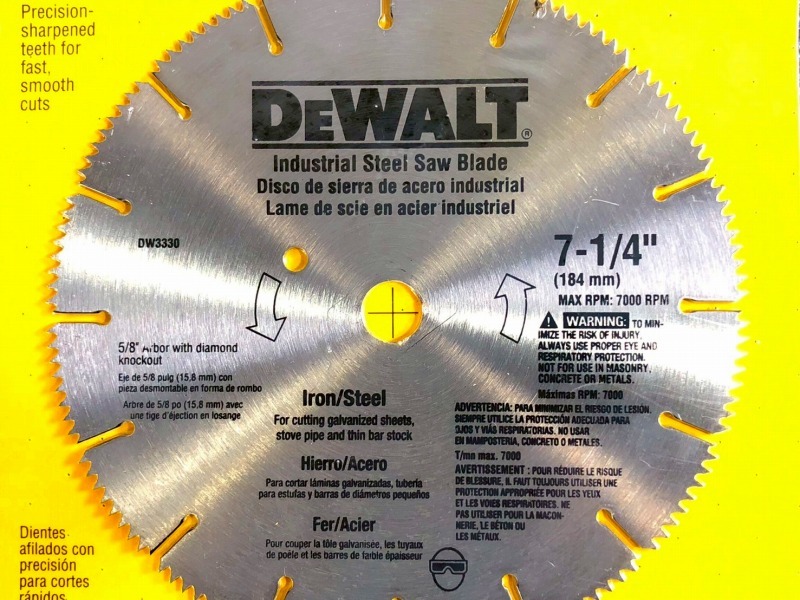 Precision-
sharpened
teeth for
fast,
smooth
cuts
DEWALT®
Industrial Steel Saw Blade
Disco de sierra de acero industrial
Lame de scie en acier industriel
DW3330
7-1/4"
(184 mm)
MAX RPM: 7000 RPM
WARNING: TO MIN-
IMIZE THE RISK OF INJURY,
ALWAYS USE PROPER EYE AND
RESPIRATORY PROTECTION.
NOT FOR USE IN MASONRY,
CONCRETE OR METALS.
Máximas RPM: 7000
5/8" Arbor with diamond
knockout
Eje de 5/8 pulg (15,8 mm) con
pieza desmontable en forma de rombo
Arbre de 5/8 po (15,8 mm) avec
une tige d'éjection en losange
Iron/Steel
For cutting galvanized sheets,
stove pipe and thin bar stock
Hierro/Acero
Para cortar láminas galvanizadas, tubería
para estufas y barras de diámetros pequeños
Fer/Acier
Pour couper la tôle galvanisée, les tuyaux
de poêle et les barres de faible épaisseur
ADVERTENCIA: PARA MINIMIZAR EL RIESGO DE LESIÓN,
SIEMPRE UTILICE LA PROTECCIÓN ADECUADA PARA
OJOS Y VIÁS RESPIRATORIAS. NO USAR
EN MAMPOSTERIA, CONCRETO O METALES.
T/mn max. 7000
AVERTISSEMENT : POUR RÉDUIRE LE RISQUE
DE BLESSURE, IL FAUT TOUJOURS UTILISER UNE
PROTECTION APPROPRIÉE POUR LES YEUX
ET LES VOIES RESPIRATOIRES. NE
PAS UTILISER POUR LA MAÇON-
NERIE, LE BÉTON OU
LES MÉTAUX.
Dientes
afilados con
precisión
para cortes
rápidos